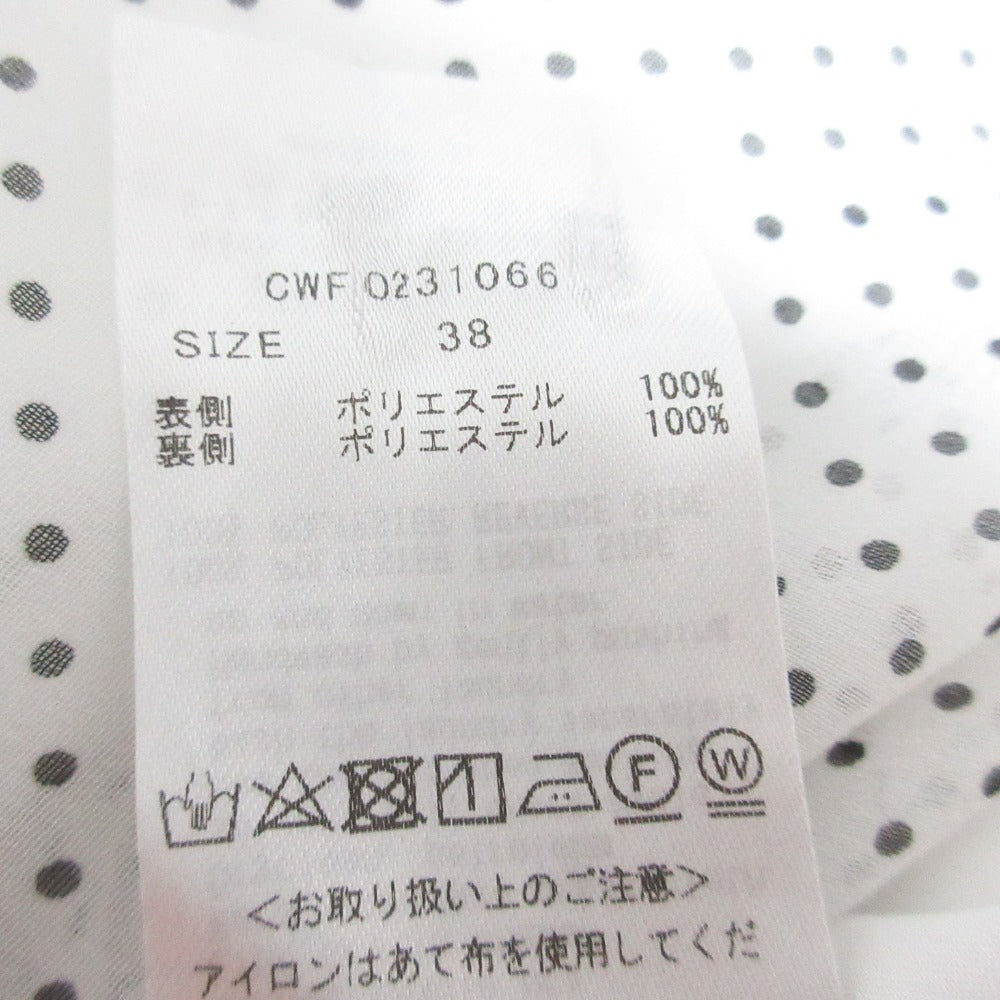 CWF 0231066
SIZE 38
表側 ポリエステル 100%
裏側 ポリエステル 100%
F W
<お取り扱い上のご注意>
アイロンはあて布を使用してくだ